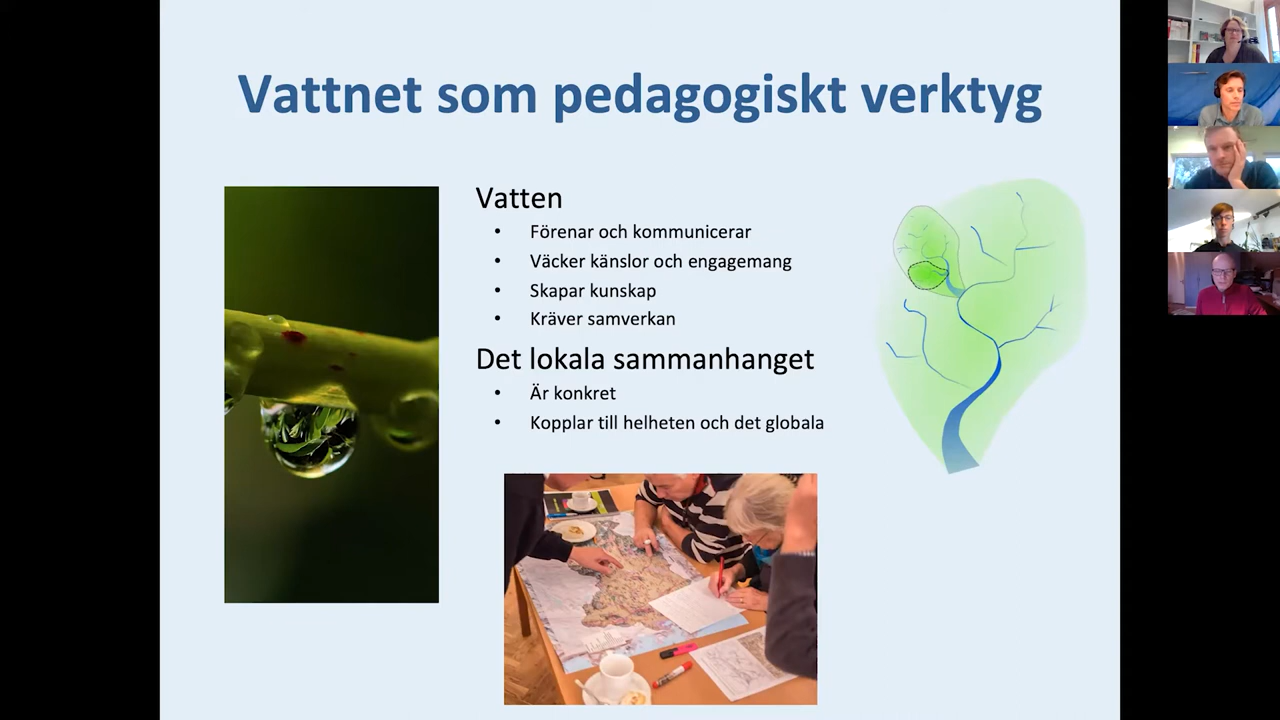 Vattnet som pedagogiskt verktyg
Vatten
• Förenar och kommunicerar
• Väcker känslor och engagemang
• Skapar kunskap
• Kräver samverkan
Det lokala sammanhanget
• Är konkret
• Kopplar till helheten och det globala